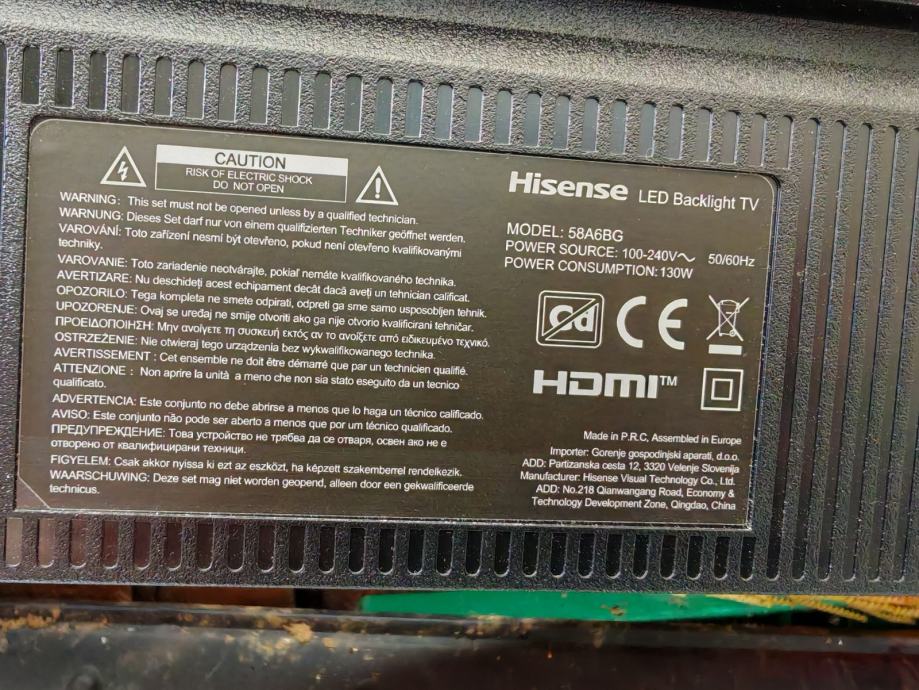 CAUTION
RISK OF ELECTRIC SHOCK
DO NOT OPEN
WARNING: This set must not be opened unless by a qualified technician.
WARNUNG: Dieses Set darf nur von einem qualifizierten Techniker geöffnet werden.
VAROVÁNÍ: Toto zařízení nesmí být otevřeno, pokud není otevřeno kvalifikovanými
techniky.
VAROVANIE: Toto zariadenie neotvárajte, pokiaľ nemáte kvalifikovaného technika.
AVERTIZARE: Nu deschideți acest echipament decât dacă aveți un tehnician calificat.
OPOZORILO: Tega kompleta ne smete odpirati, odpreti ga sme samo usposobljen tehnik.
UPOZORENJE: Ovaj se uređaj ne smije otvoriti ako ga nije otvorio kvalificirani tehničar.
ΠΡΟΕΙΔΟΠΟΙΗΣΗ: Μην ανοίγετε τη συσκευή εκτός αν το ανοίξετε από ειδικευμένο τεχνικό.
OSTRZEŻENIE: Nie otwieraj tego urządzenia bez wykwalifikowanego technika.
AVERTISSEMENT : Cet ensemble ne doit être démarré que par un technicien qualifié.
ATTENZIONE : Non aprire la unità a meno che non sia stato eseguito da un tecnico
qualificato.
ADVERTENCIA: Este conjunto no debe abrirse a menos que lo haga un técnico calificado.
AVISO: Este conjunto não pode ser aberto a menos que por um técnico qualificado.
ПРЕДУПРЕЖДЕНИЕ: Това устройство не трябва да се отваря, освен ако не е
отворено от квалифицирани техници.
FIGYELEM: Csak akkor nyissa ki ezt az eszközt, ha képzett szakemberrel rendelkezik.
WAARSCHUWING: Deze set mag niet worden geopend, alleen door een gekwalificeerde
technicus.
Hisense LED Backlight TV
MODEL: 58A6BG
POWER SOURCE: 100-240V~ 50/60Hz
POWER CONSUMPTION: 130W
Cd CE
HDMI™
Made in P.R.C, Assembled in Europe
Importer: Gorenje gospodinjski aparati, d.o.o.
ADD: Partizanska cesta 12, 3320 Velenje Slovenija
Manufacturer: Hisense Visual Technology Co., Ltd.
ADD: No.218 Qianwangang Road, Economy &
Technology Development Zone, Qingdao, China